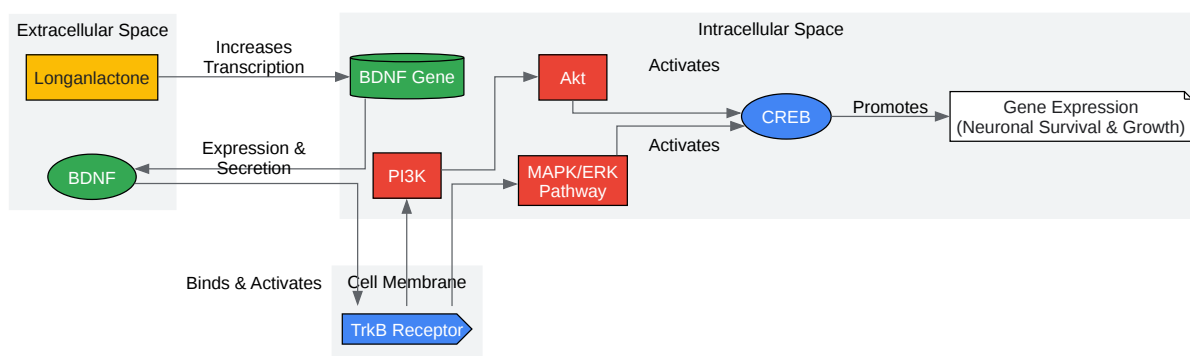 Extracellular Space
Intracellular Space
Longanlactone
Increases
Transcription
BDNF Gene
Akt
Activates
CREB
Promotes
Gene Expression
(Neuronal Survival & Growth)
Expression &
Secretion
BDNF
PI3K
MAPK/ERK
Pathway
Activates
Binds & Activates
Cell Membrane
TrkB Receptor